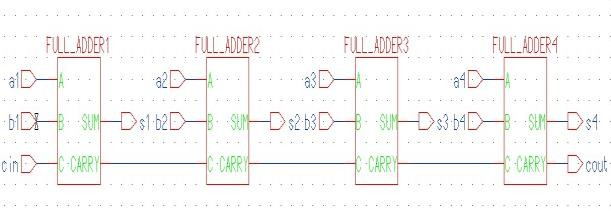 FULL_ADDER1 FULL_ADDER2 FULL_ADDER3 FULL_ADDER4
a1 A a2 A a3 A a4 A
b1 B SUM s1 b2 B SUM s2 b3 B SUM s3 b4 B SUM s4
cin C CARRY C CARRY C CARRY C CARRY cout